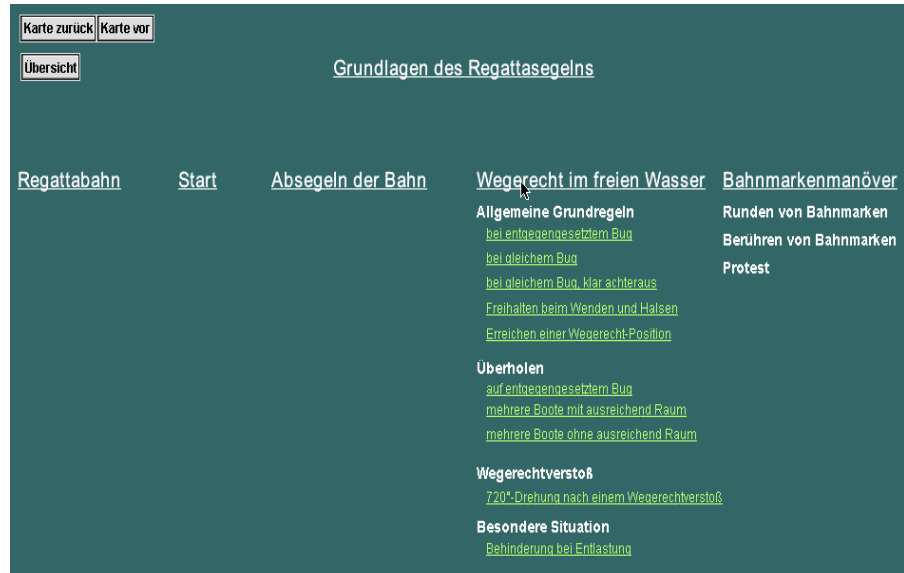 Karte zurück Karte vor
Übersicht
Grundlagen des Regattasegelns
Regattabahn
Start
Absegeln der Bahn
Wegerecht im freien Wasser
Allgemeine Grundregeln
bei entgegengesetztem Bug
bei gleichem Bug
bei gleichem Bug, klar achteraus
Freihalten beim Wenden und Halsen
Erreichen einer Wegerecht-Position
Überholen
auf entgegengesetztem Bug
mehrere Boote mit ausreichend Raum
mehrere Boote ohne ausreichend Raum
Wegerechtverstoß
720°-Drehung nach einem Wegerechtverstoß
Besondere Situation
Behinderung bei Entlastung
Bahnmarkenmanöver
Runden von Bahnmarken
Berühren von Bahnmarken
Protest